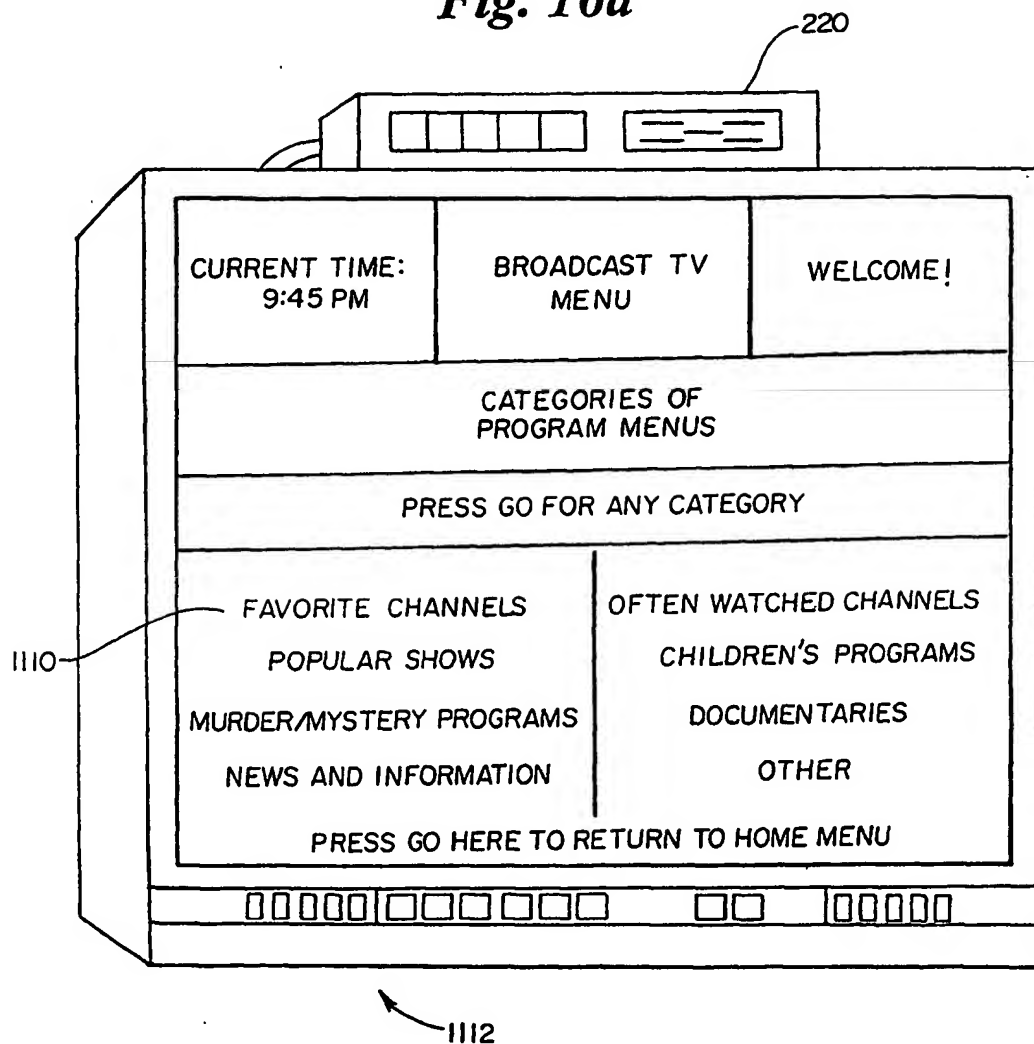 Fig. 16a
220
CURRENT TIME:
9:45 PM
BROADCAST TV
MENU
WELCOME!
CATEGORIES OF
PROGRAM MENUS
PRESS GO FOR ANY CATEGORY
FAVORITE CHANNELS
OFTEN WATCHED CHANNELS
1110
POPULAR SHOWS
CHILDREN'S PROGRAMS
MURDER/MYSTERY PROGRAMS
DOCUMENTARIES
NEWS AND INFORMATION
OTHER
PRESS GO HERE TO RETURN TO HOME MENU
1112